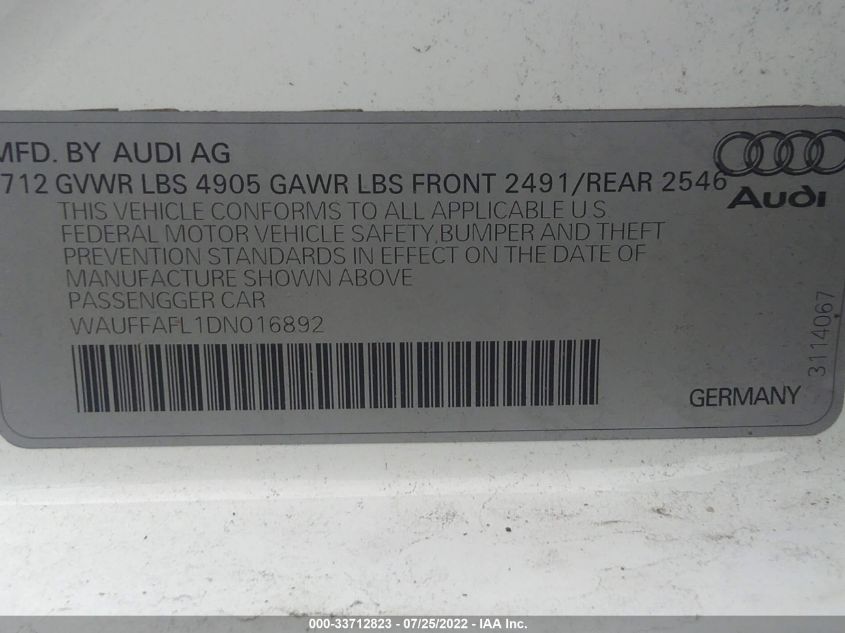 MFD. BY AUDI AG
712 GVWR LBS 4905 GAWR LBS FRONT 2491/REAR 2546
Audi
THIS VEHICLE CONFORMS TO ALL APPLICABLE U.S.
FEDERAL MOTOR VEHICLE SAFETY,BUMPER AND THEFT
PREVENTION STANDARDS IN EFFECT ON THE DATE OF
MANUFACTURE SHOWN ABOVE
PASSENGGER CAR
WAUFFAFL1DN016892
3114067
GERMANY
000-33712823 - 07/25/2022 - IAA Inc.